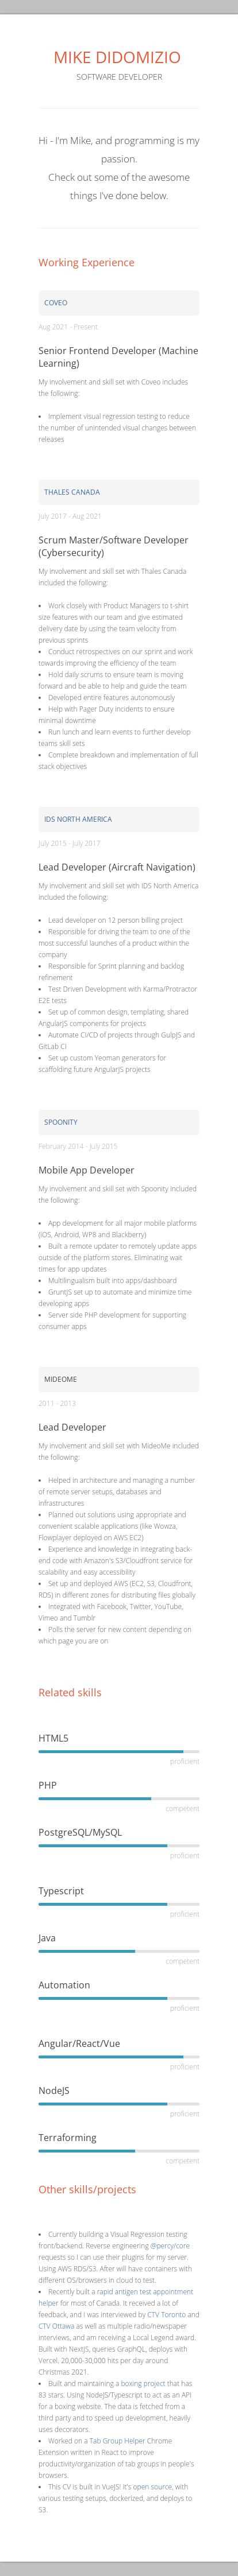 MIKE DIDOMIZIO
SOFTWARE DEVELOPER
Hi - I'm Mike, and programming is my
passion.
Check out some of the awesome
things I've done below.
Working Experience
COVEO
Aug 2021 - Present
Senior Frontend Developer (Machine
Learning)
My involvement and skill set with Coveo includes
the following:
• Implement visual regression testing to reduce
the number of unintended visual changes between
releases
THALES CANADA
July 2017 - Aug 2021
Scrum Master/Software Developer
(Cybersecurity)
My involvement and skill set with Thales Canada
included the following:
• Work closely with Product Managers to t-shirt
size features with our team and give estimated
delivery date by using the team velocity from
previous sprints
• Conduct retrospectives on our sprint and work
towards improving the efficiency of the team
• Hold daily scrums to ensure team is moving
forward and be able to help and guide the team
• Developed entire features autonomously
• Help with Pager Duty incidents to ensure
minimal downtime
• Run lunch and learn events to further develop
teams skill sets
• Complete breakdown and implementation of full
stack objectives
IDS NORTH AMERICA
July 2015 - July 2017
Lead Developer (Aircraft Navigation)
My involvement and skill set with IDS North America
included the following:
• Lead developer on 12 person billing project
• Responsible for driving the team to one of the
most successful launches of a product within the
company
• Responsible for Sprint planning and backlog
refinement
• Test Driven Development with Karma/Protractor
E2E tests
• Set up of common design, templating, shared
AngularJS components for projects
• Automate CI/CD of projects through GulpJS and
GitLab CI
• Set up custom Yeoman generators for
scaffolding future AngularJS projects
SPOONITY
February 2014 - July 2015
Mobile App Developer
My involvement and skill set with Spoonity included
the following:
• App development for all major mobile platforms
(iOS, Android, WP8 and Blackberry)
• Built a remote updater to remotely update apps
outside of the platform stores. Eliminating wait
times for app updates
• Multilingualism built into apps/dashboard
• GruntJS set up to automate and minimize time
developing apps
• Server side PHP development for supporting
consumer apps
MIDEOME
2011 - 2013
Lead Developer
My involvement and skill set with MideoMe included
the following:
• Helped in architecture and managing a number
of remote server setups, databases and
infrastructures
• Planned out solutions using appropriate and
convenient scalable applications (like Wowza,
Flowplayer deployed on AWS EC2)
• Experience and knowledge in integrating back-
end code with Amazon's S3/Cloudfront service for
scalability and easy accessibility
• Set up and deployed AWS (EC2, S3, Cloudfront,
RDS) in different zones for distributing files globally
• Integrated with Facebook, Twitter, YouTube,
Vimeo and Tumblr
• Polls the server for new content depending on
which page you are on
Related skills
HTML5
proficient
PHP
competent
PostgreSQL/MySQL
proficient
Typescript
proficient
Java
competent
Automation
proficient
Angular/React/Vue
proficient
NodeJS
proficient
Terraforming
competent
Other skills/projects
• Currently building a Visual Regression testing
front/backend. Reverse engineering @percy/core
requests so I can use their plugins for my server.
Using AWS RDS/S3. After will have containers with
different OS/browsers in cloud to test.
• Recently built a rapid antigen test appointment
helper for most of Canada. It received a lot of
feedback, and I was interviewed by CTV Toronto and
CTV Ottawa as well as multiple radio/newspaper
interviews, and am receiving a Local Legend award.
Built with NextJS, queries GraphQL, deploys with
Vercel. 20,000-30,000 hits per day around
Christmas 2021.
• Built and maintaining a boxing project that has
83 stars. Using NodeJS/Typescript to act as an API
for a boxing website. The data is fetched from a
third party and to speed up development, heavily
uses decorators.
• Worked on a Tab Group Helper Chrome
Extension written in React to improve
productivity/organization of tab groups in people's
browsers.
• This CV is built in VueJS! It's open source, with
various testing setups, dockerized, and deploys to
S3.